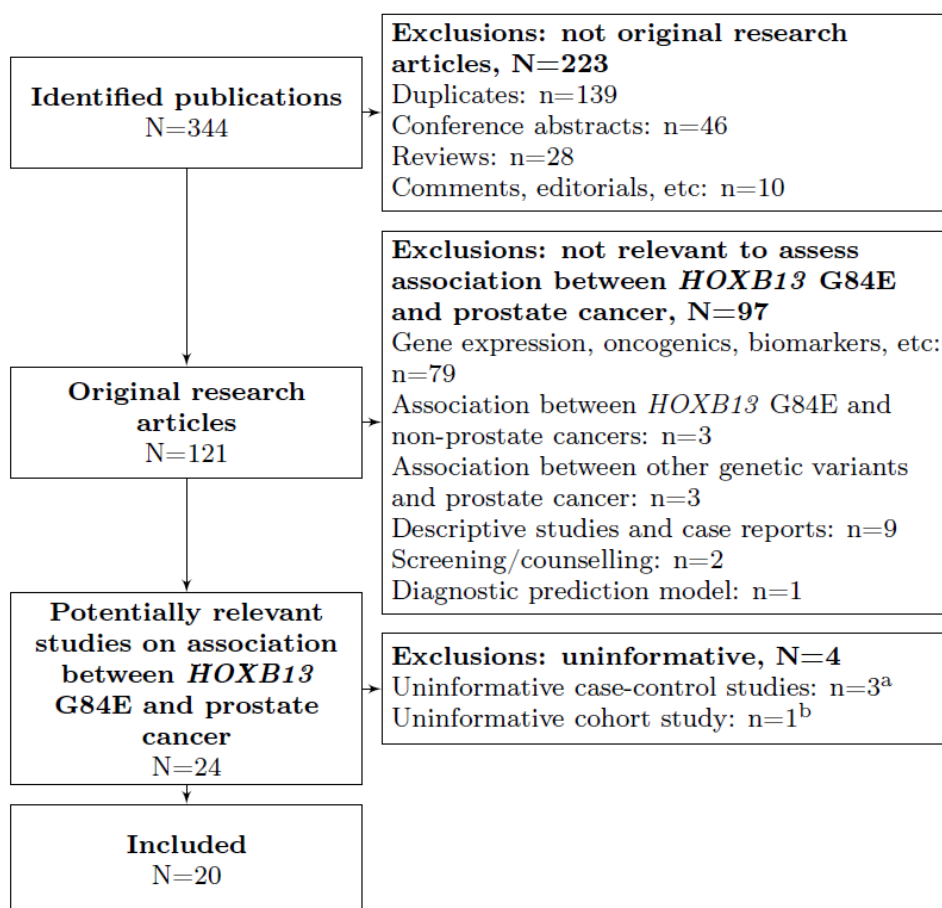 Identified publications
N=344
Exclusions: not original research
articles, N=223
Duplicates: n=139
Conference abstracts: n=46
Reviews: n=28
Comments, editorials, etc: n=10
Original research
articles
N=121
Exclusions: not relevant to assess
association between HOXB13 G84E
and prostate cancer, N=97
Gene expression, oncogenics, biomarkers, etc:
n=79
Association between HOXB13 G84E and
non-prostate cancers: n=3
Association between other genetic variants
and prostate cancer: n=3
Descriptive studies and case reports: n=9
Screening/counselling: n=2
Diagnostic prediction model: n=1
Potentially relevant
studies on association
between HOXB13
G84E and prostate
cancer
N=24
Exclusions: uninformative, N=4
Uninformative case-control studies: n=3a
Uninformative cohort study: n=1b
Included
N=20